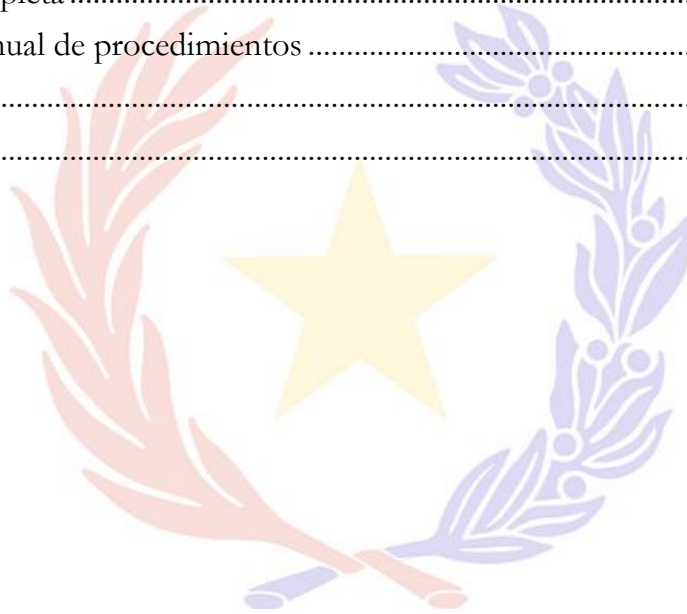 pleta ................................................................
nual de procedimientos ................................................................
................................................................
................................................................